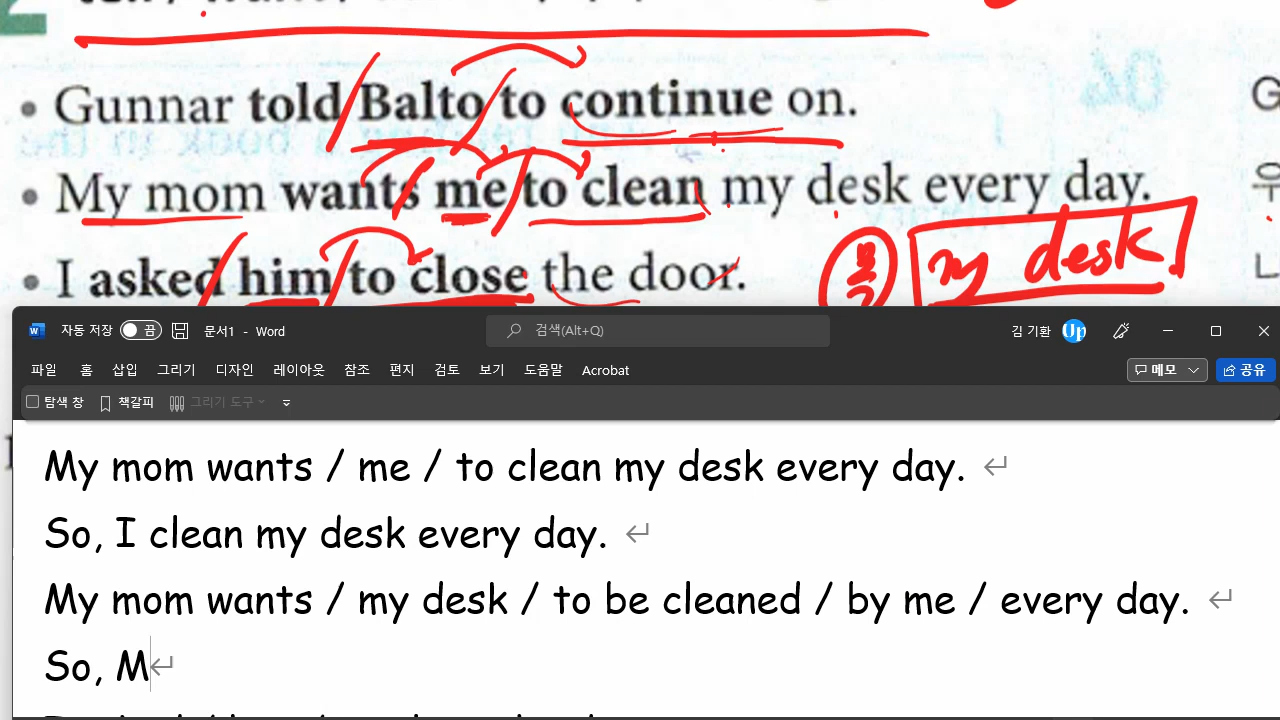 • Gunnar told Balto to continue on.
• My mom wants me to clean my desk every day.
• I asked him to close the door.
my desk
자동 저장 끔 문서1 - Word 검색(Alt+Q) 김 기환 Up
파일 홈 삽입 그리기 디자인 레이아웃 참조 편지 검토 보기 도움말 Acrobat 메모 공유
탐색 창 책갈피 그리기 도구
My mom wants / me / to clean my desk every day. ↵
So, I clean my desk every day. ↵
My mom wants / my desk / to be cleaned / by me / every day. ↵
So, M↵